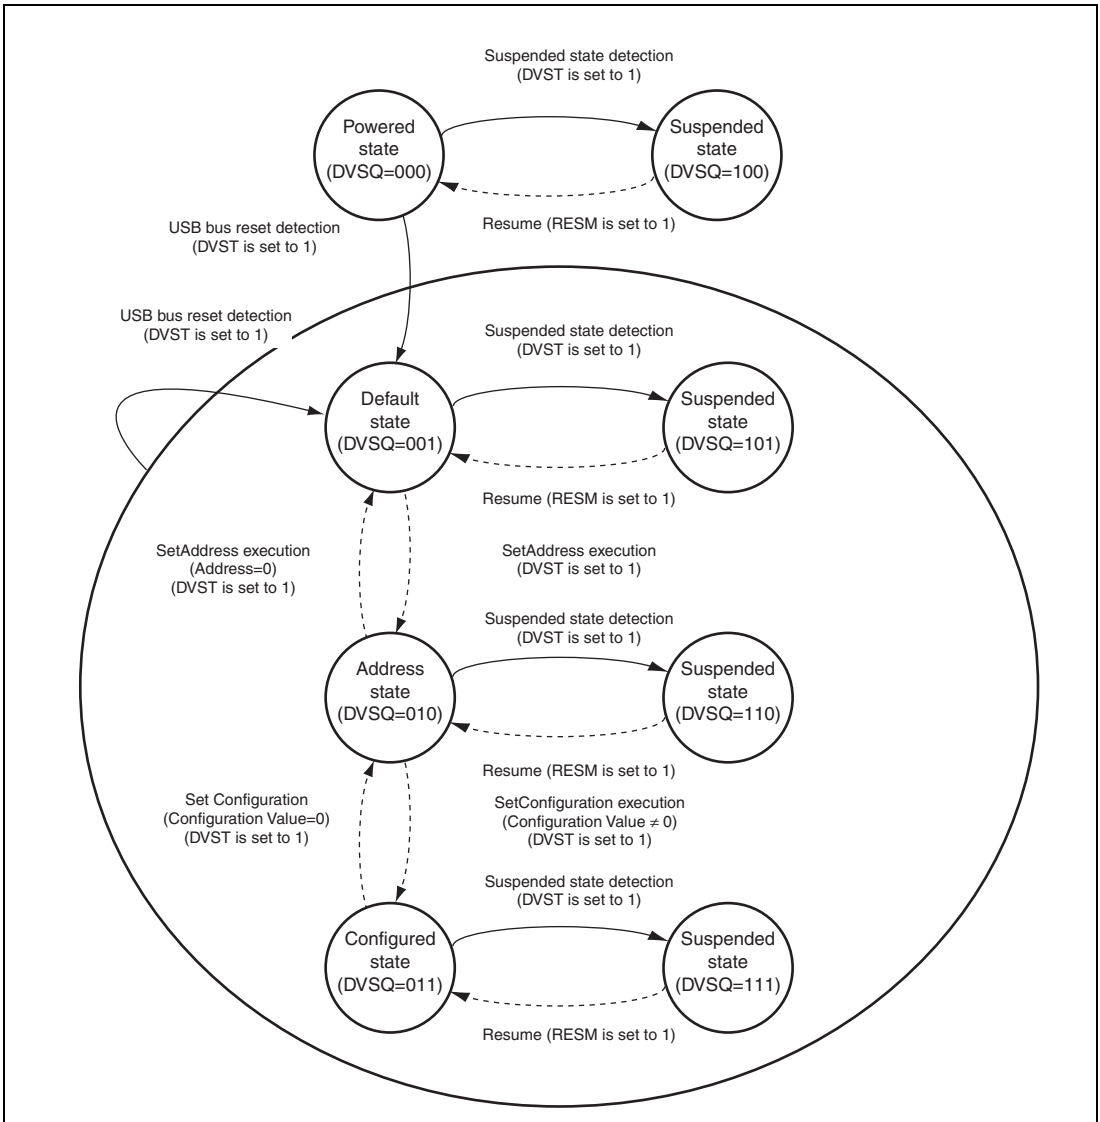 Suspended state detection
(DVST is set to 1)
Powered
state
(DVSQ=000)
Suspended
state
(DVSQ=100)
USB bus reset detection
(DVST is set to 1)
Resume (RESM is set to 1)
USB bus reset detection
(DVST is set to 1)
Suspended state detection
(DVST is set to 1)
Default
state
(DVSQ=001)
Suspended
state
(DVSQ=101)
Resume (RESM is set to 1)
SetAddress execution
(Address=0)
(DVST is set to 1)
SetAddress execution
(DVST is set to 1)
Suspended state detection
(DVST is set to 1)
Address
state
(DVSQ=010)
Suspended
state
(DVSQ=110)
Resume (RESM is set to 1)
Set Configuration
(Configuration Value=0)
(DVST is set to 1)
SetConfiguration execution
(Configuration Value ≠ 0)
(DVST is set to 1)
Suspended state detection
(DVST is set to 1)
Configured
state
(DVSQ=011)
Suspended
state
(DVSQ=111)
Resume (RESM is set to 1)